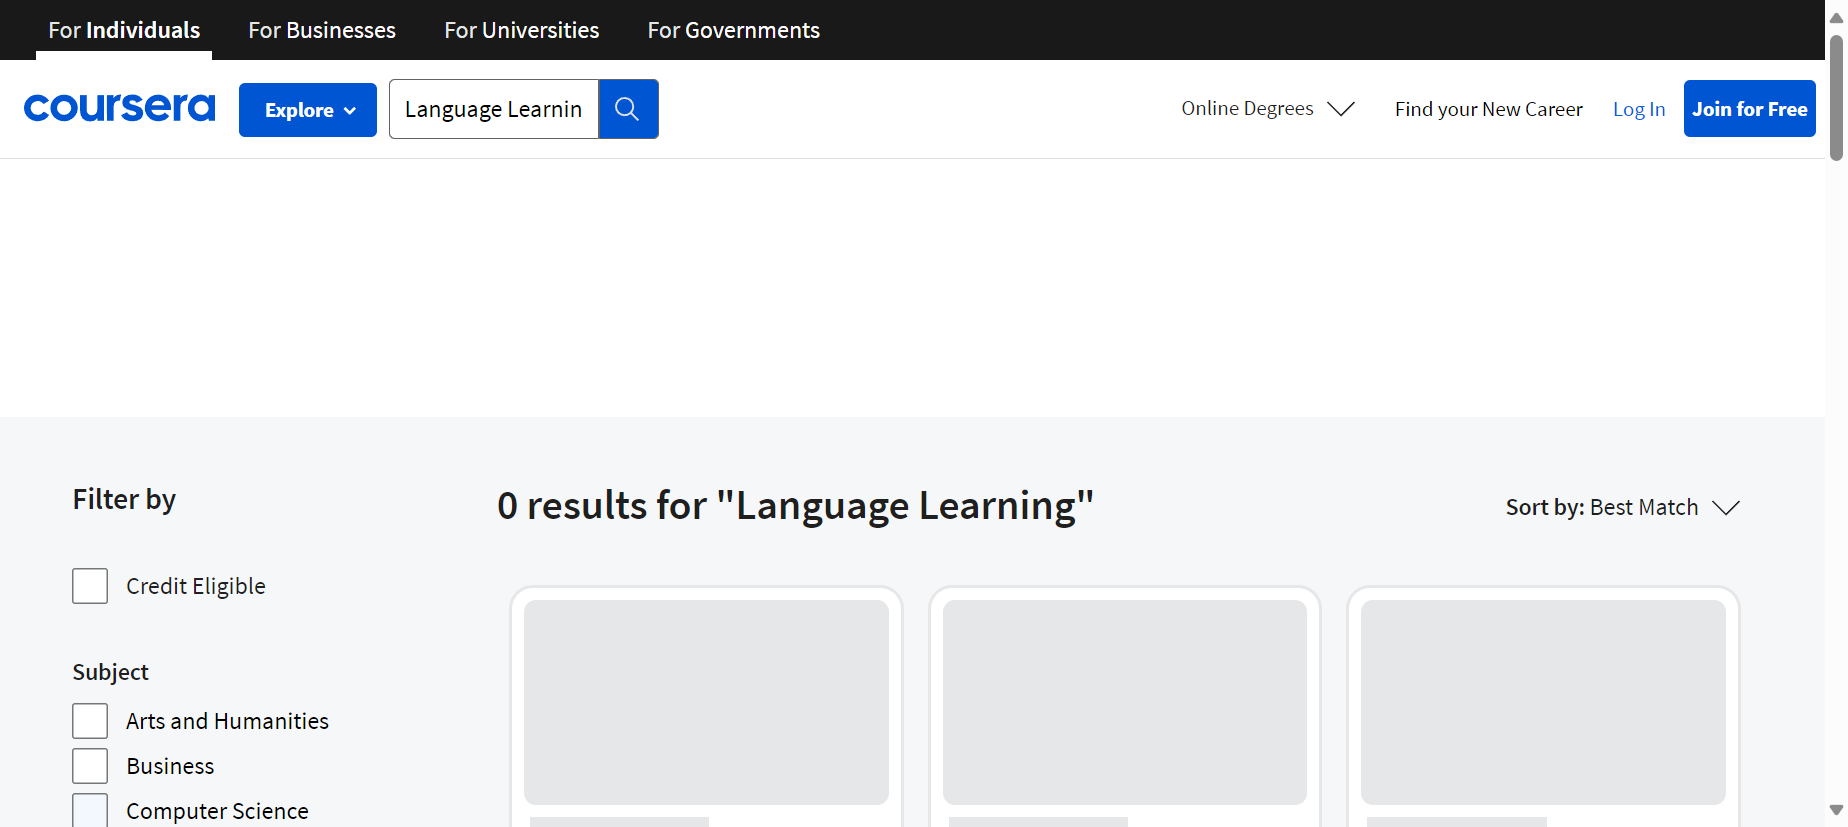 For Individuals
For Businesses
For Universities
For Governments
coursera
Explore
Language Learnin
Online Degrees
Find your New Career
Log In
Join for Free
Filter by
0 results for "Language Learning"
Sort by: Best Match
Credit Eligible
Subject
Arts and Humanities
Business
Computer Science